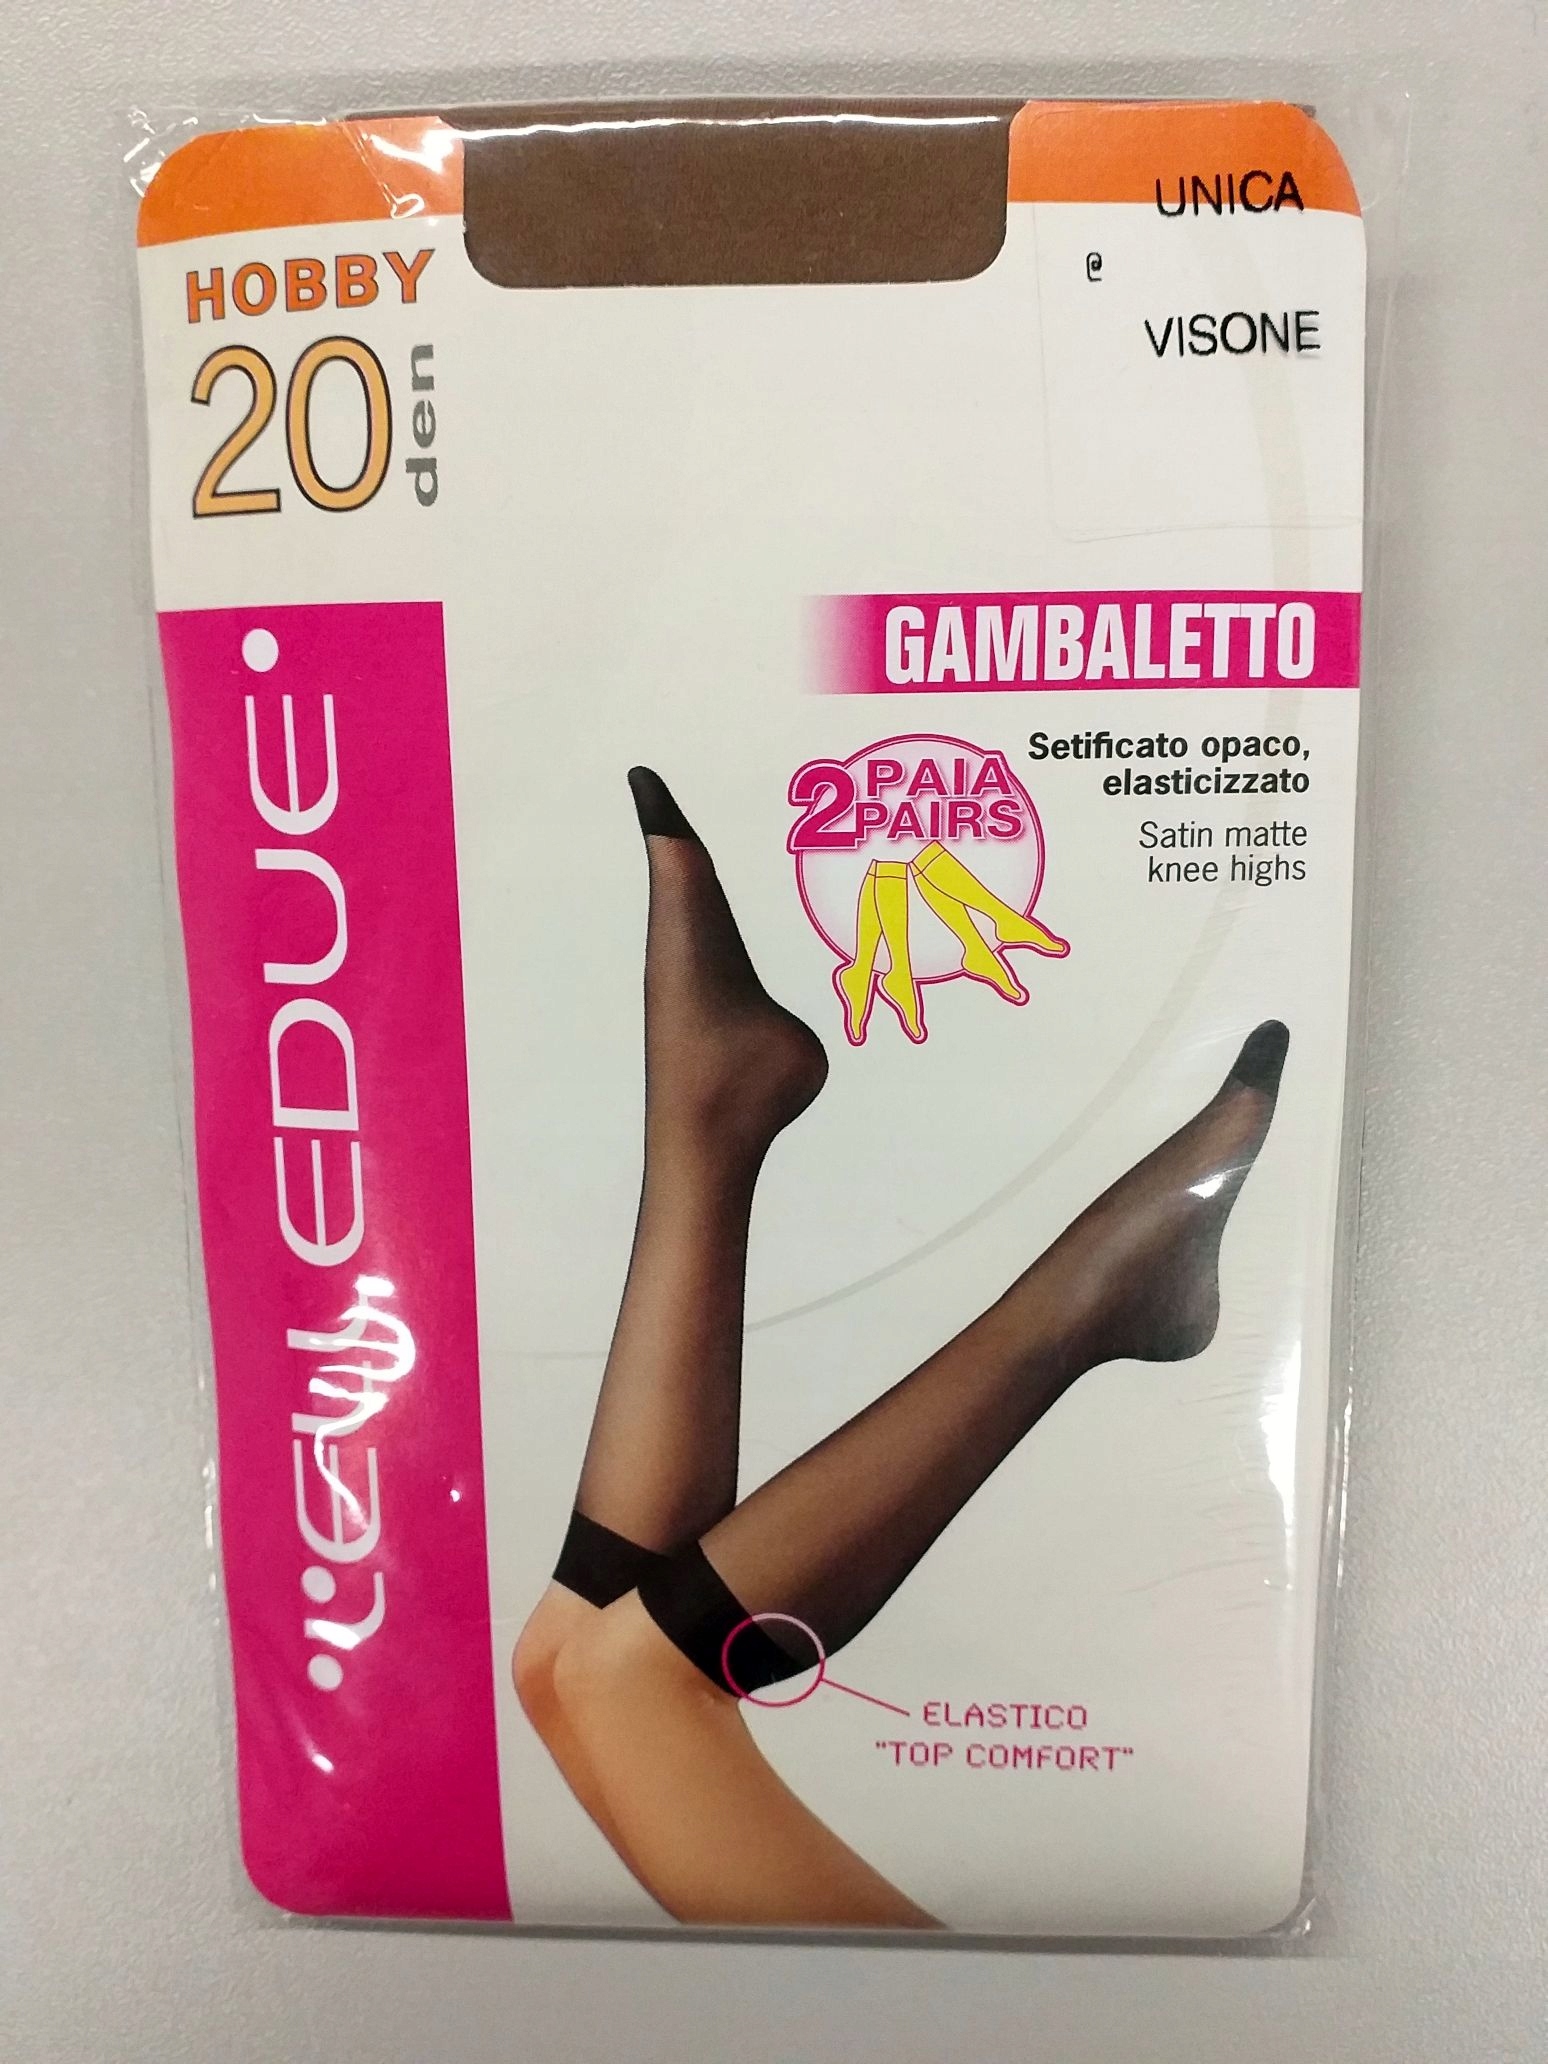 UNICA
@
VISONE
HOBBY
20 den
GAMBALETTO
Setificato opaco,
elasticizzato
Satin matte
knee highs
2 PAIA
PAIRS
EDUE
ELASTICO
"TOP COMFORT"